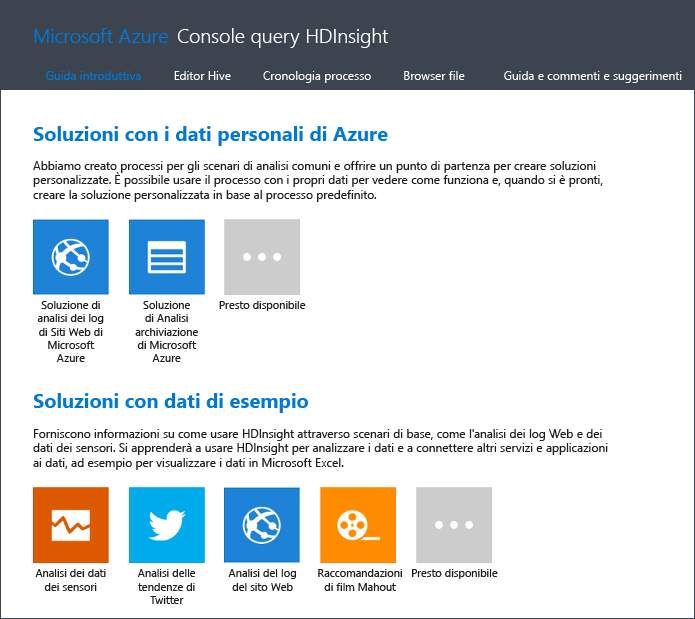 Microsoft Azure Console query HDInsight
Guida introduttiva Editor Hive Cronologia processo Browser file Guida e commenti e suggerimenti
Soluzioni con i dati personali di Azure
Abbiamo creato processi per gli scenari di analisi comuni e offrire un punto di partenza per creare soluzioni
personalizzate. È possibile usare il processo con i propri dati per vedere come funziona e, quando si è pronti,
creare la soluzione personalizzata in base al processo predefinito.
Soluzione di
analisi dei log
di Siti Web di
Microsoft
Azure
Soluzione
di Analisi
archiviazione
di Microsoft
Azure
Presto disponibile
Soluzioni con dati di esempio
Forniscono informazioni su come usare HDInsight attraverso scenari di base, come l'analisi dei log Web e dei
dati dei sensori. Si apprenderà a usare HDInsight per analizzare i dati e a connettere altri servizi e applicazioni
ai dati, ad esempio per visualizzare i dati in Microsoft Excel.
Analisi dei dati
dei sensori
Analisi delle
tendenze di
Twitter
Analisi del log
del sito Web
Raccomandazioni
di film Mahout
Presto disponibile